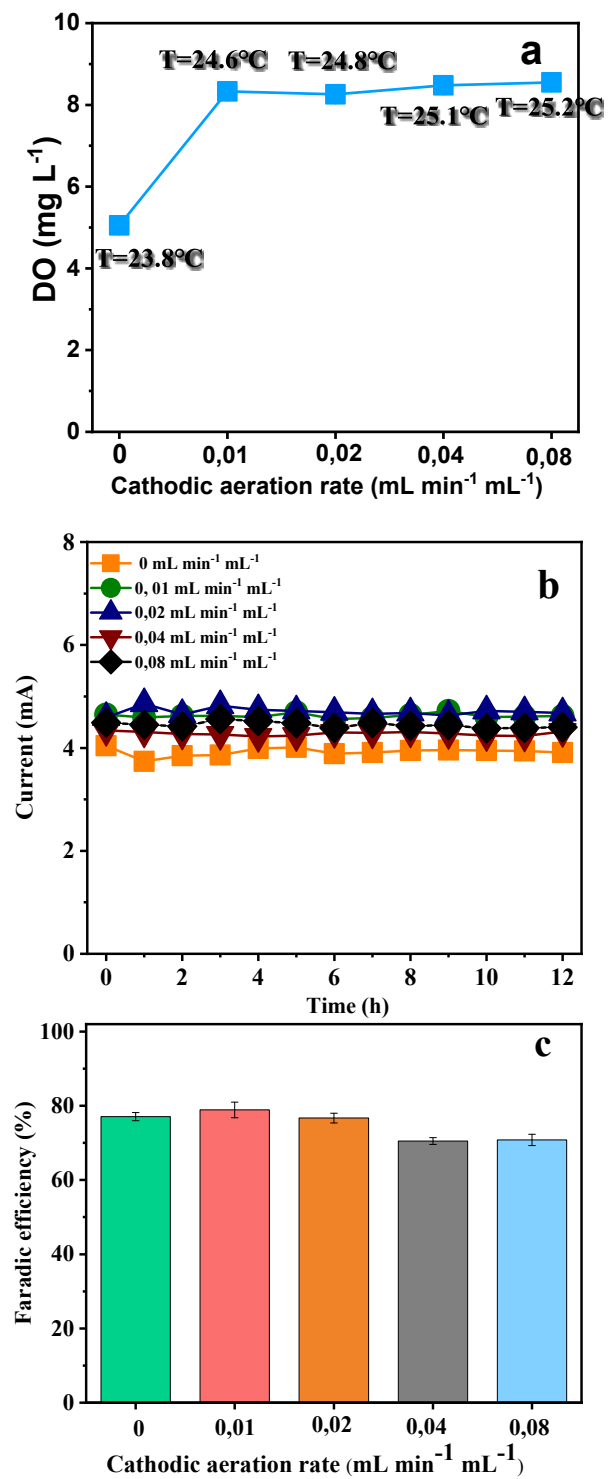 a
10
T=24.6℃
T=24.8℃
8
T=25.1℃
T=25.2℃
6
T=23.8℃
4
2
0
DO (mg L⁻¹)
0
0,01
0,02
0,04
0,08
Cathodic aeration rate (mL min⁻¹ mL⁻¹)
b
8
0 mL min⁻¹ mL⁻¹
0, 01 mL min⁻¹ mL⁻¹
0,02 mL min⁻¹ mL⁻¹
0,04 mL min⁻¹ mL⁻¹
0,08 mL min⁻¹ mL⁻¹
6
4
2
0
Current (mA)
0
2
4
6
8
10
12
Time (h)
c
100
80
60
40
20
0
Faradic efficiency (%)
0
0,01
0,02
0,04
0,08
Cathodic aeration rate (mL min⁻¹ mL⁻¹)